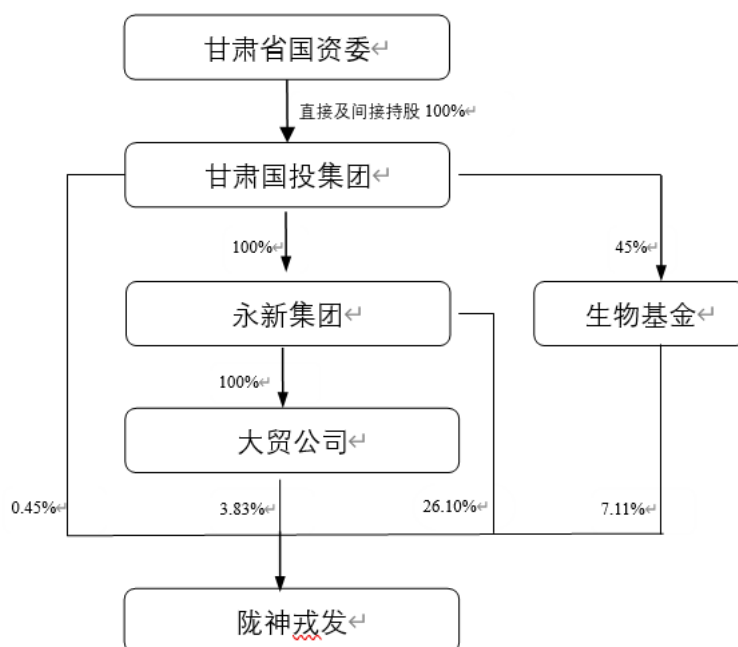 甘肃省国资委↵
直接及间接持股 100%↵
甘肃国投集团↵
100%↵
45%↵
永新集团↵
生物基金↵
100%↵
大贸公司↵
0.45%↵
3.83%↵
26.10%↵
7.11%↵
陇神戎发↵